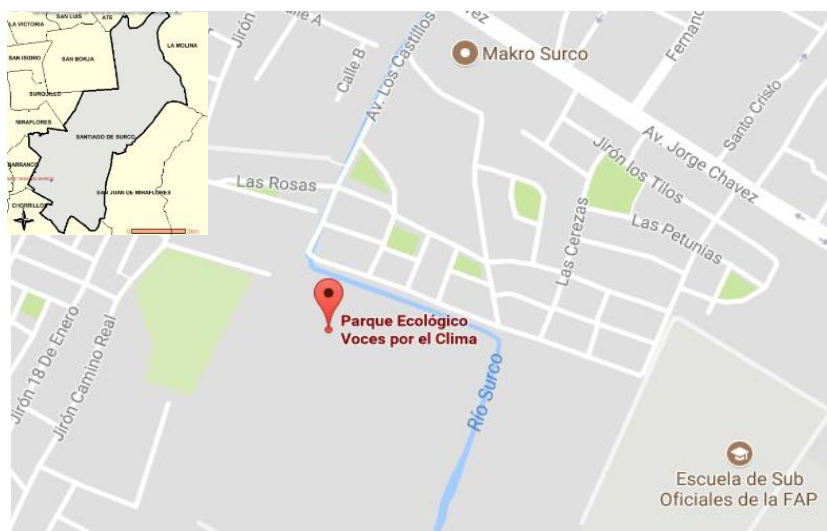 SAN LUIS
ATE
LA VICTORIA
LA MOLINA
SAN ISIDRO
SAN BORJA
SURQUILLO
MIRAFLORES
SANTIAGO DE SURCO
BARRANCO
SAN JUAN DE MIRAFLORES
CHORRILLOS
Jirón
Calle A
Calle B
Av. Los Castillos
vez
Makro Surco
Fernan
Santo Cristo
Av. Jorge Chavez
Jirón los Tilos
Las Rosas
Las Cerezas
Las Petunias
Parque Ecológico
Voces por el Clima
Jirón 18 De Enero
Jirón Camino Real
Río Surco
Escuela de Sub
Oficiales de la FAP